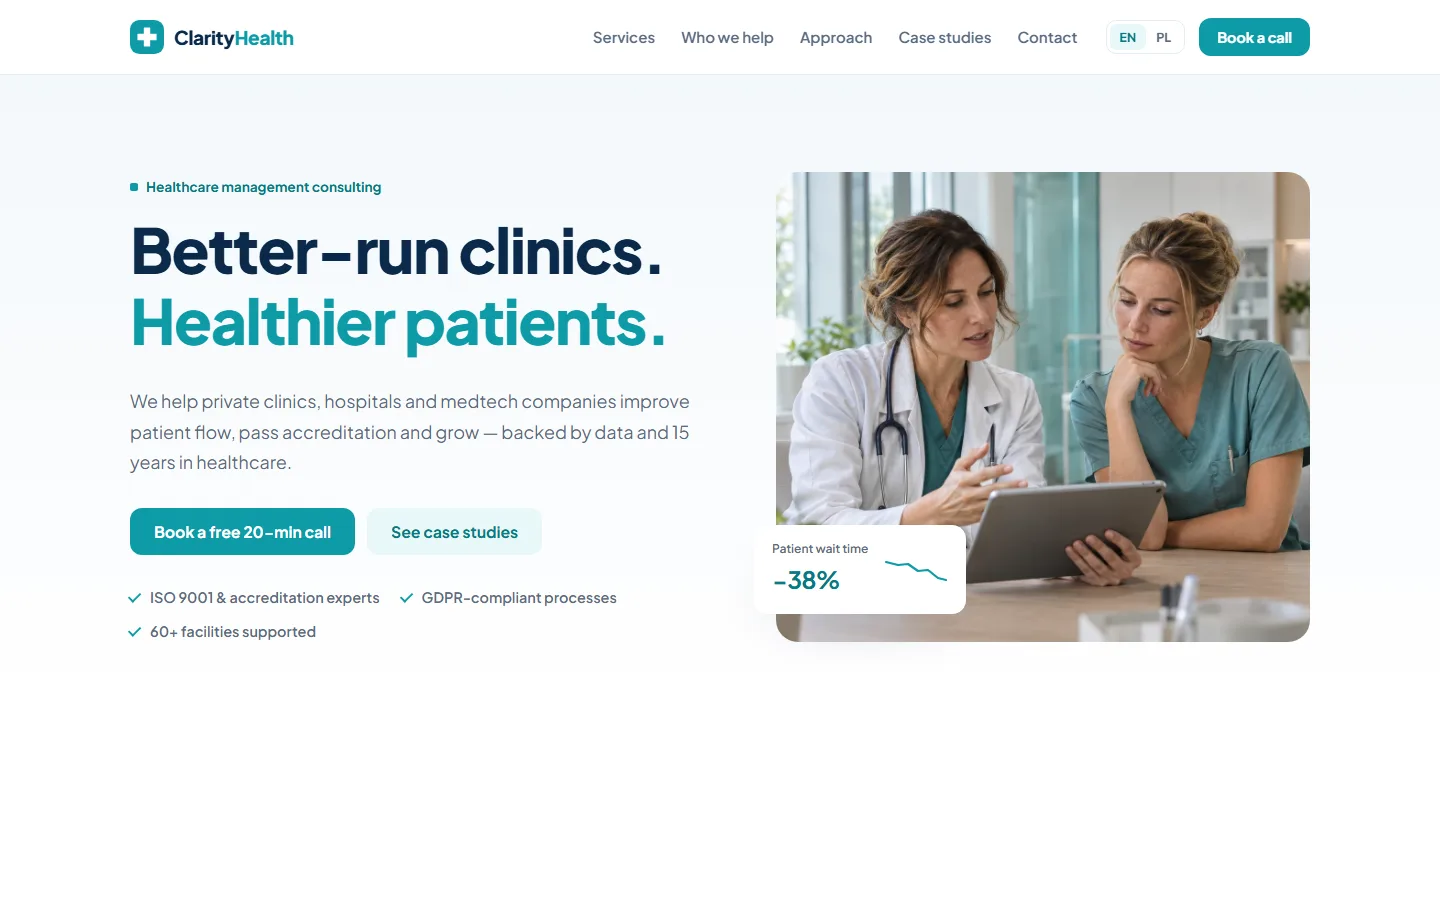 ClarityHealth
Services
Who we help
Approach
Case studies
Contact
EN
PL
Book a call
Healthcare management consulting
Better-run clinics.
Healthier patients.
We help private clinics, hospitals and medtech companies improve
patient flow, pass accreditation and grow — backed by data and 15
years in healthcare.
Book a free 20-min call
See case studies
ISO 9001 & accreditation experts
GDPR-compliant processes
60+ facilities supported
Patient wait time
-38%